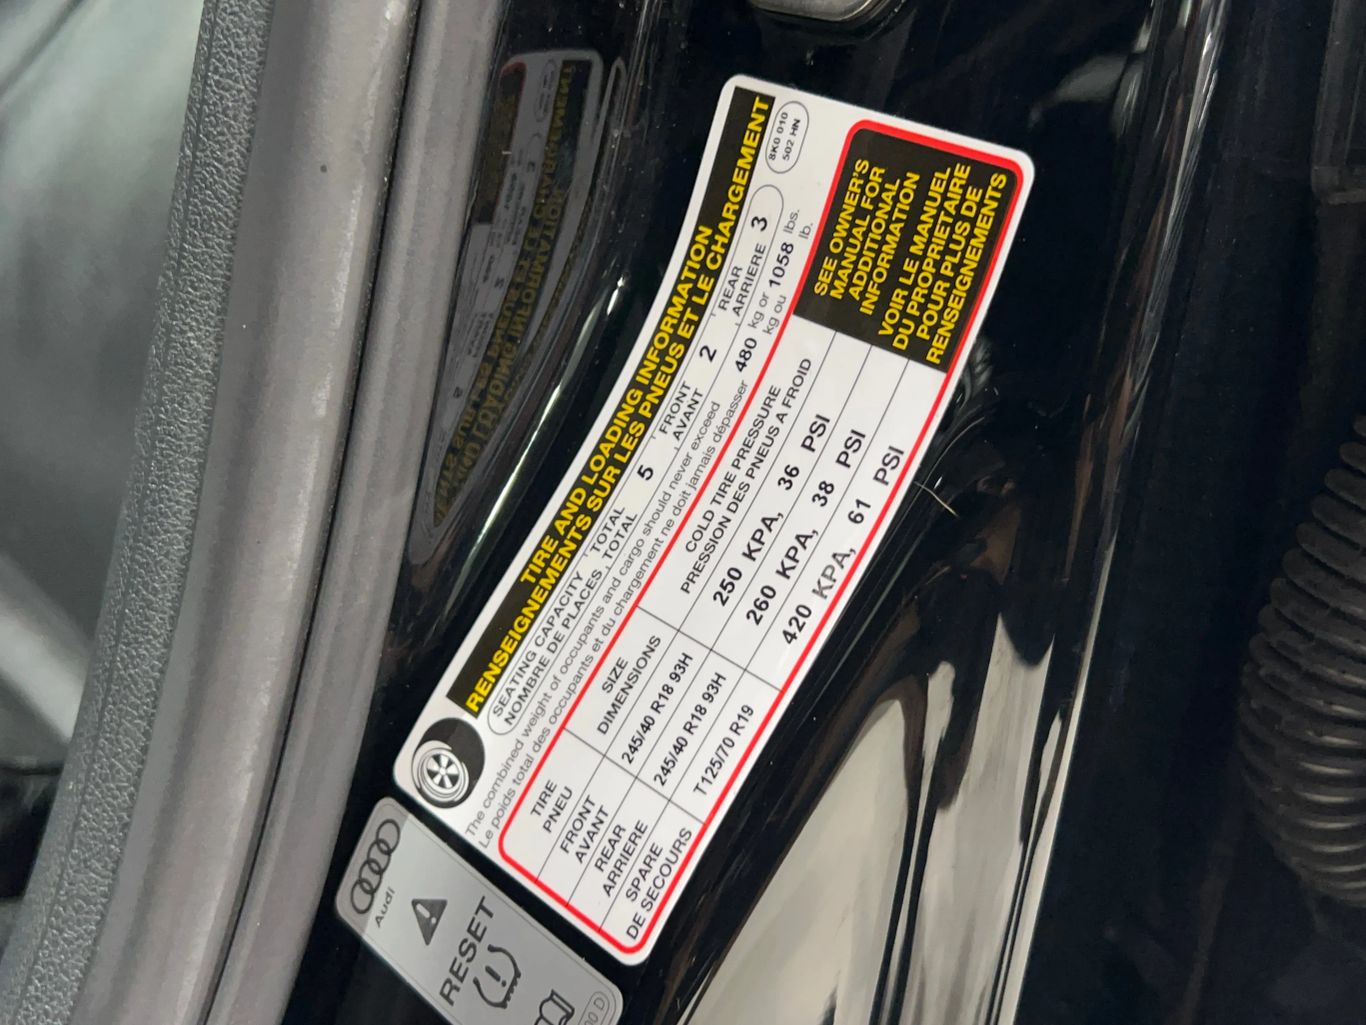 TIRE AND LOADING INFORMATION
RENSEIGNEMENTS SUR LES PNEUS ET LE CHARGEMENT
8K0 010
502 HN
SEATING CAPACITY TOTAL 5 FRONT 2 REAR 3
NOMBRE DE PLACES TOTAL AVANT ARRIERE
The combined weight of occupants and cargo should never exceed 480 kg or 1058 lbs.
Le poids total des occupants et du chargement ne doit jamais dépasser kg ou lb.
TIRE
PNEU
SIZE
DIMENSIONS
COLD TIRE PRESSURE
PRESSION DES PNEUS A FROID
FRONT
AVANT
245/40 R18 93H
250 KPA, 36 PSI
REAR
ARRIERE
245/40 R18 93H
260 KPA, 38 PSI
SPARE
DE SECOURS
T125/70 R19
420 KPA, 61 PSI
SEE OWNER'S
MANUAL FOR
ADDITIONAL
INFORMATION
VOIR LE MANUEL
DU PROPRIETAIRE
POUR PLUS DE
RENSEIGNEMENTS
Audi
RESET